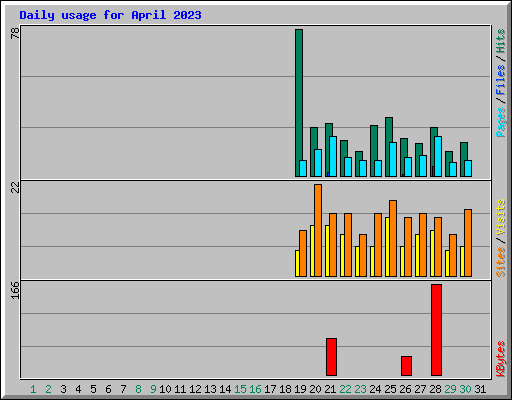 Daily usage for April 2023
78
22
166
Pages / Files / Hits
Sites / Visits
KBytes
1 2 3 4 5 6 7 8 9 10 11 12 13 14 15 16 17 18 19 20 21 22 23 24 25 26 27 28 29 30 31